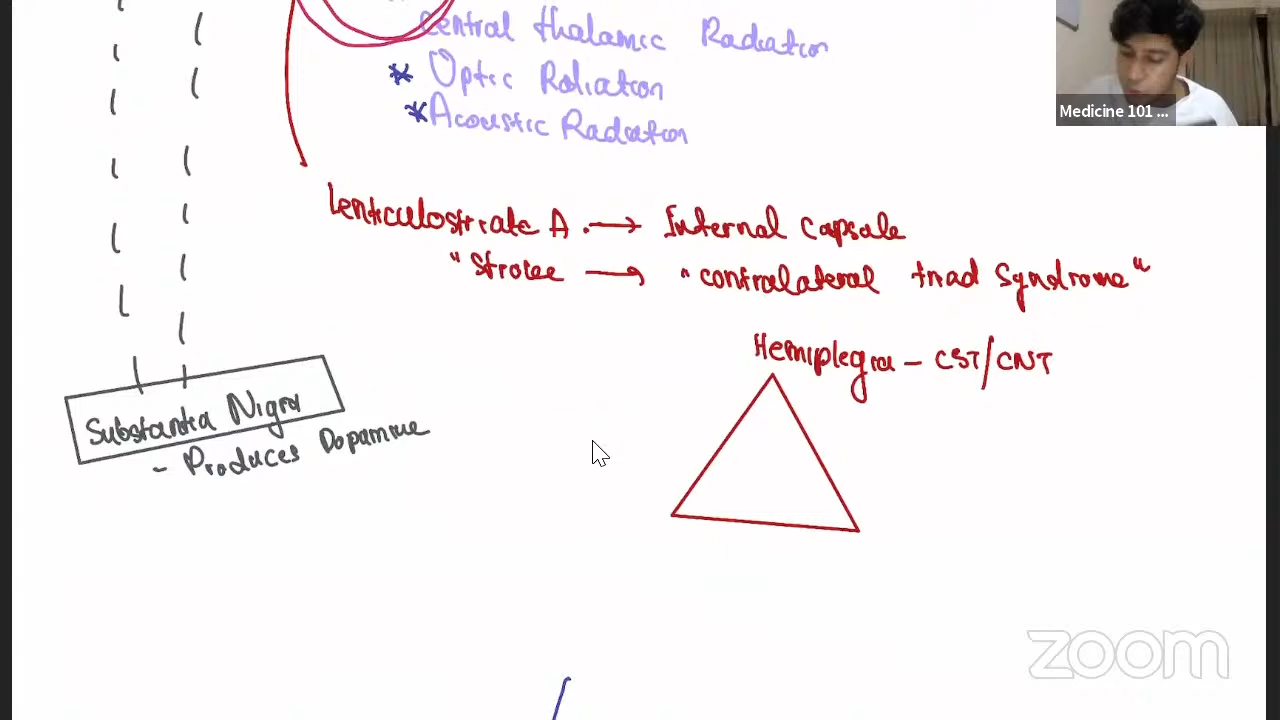 Central thalamic Radiation
* Optic Radiation
* Acoustic Radiation
Medicine 101 ...
Lenticulostriate A. → Internal Capsule
"Stroke → "contralateral triad Syndrome"
Hemiplegia - CST/CNT
Substantia Nigra
- Produces Dopamine
zoom